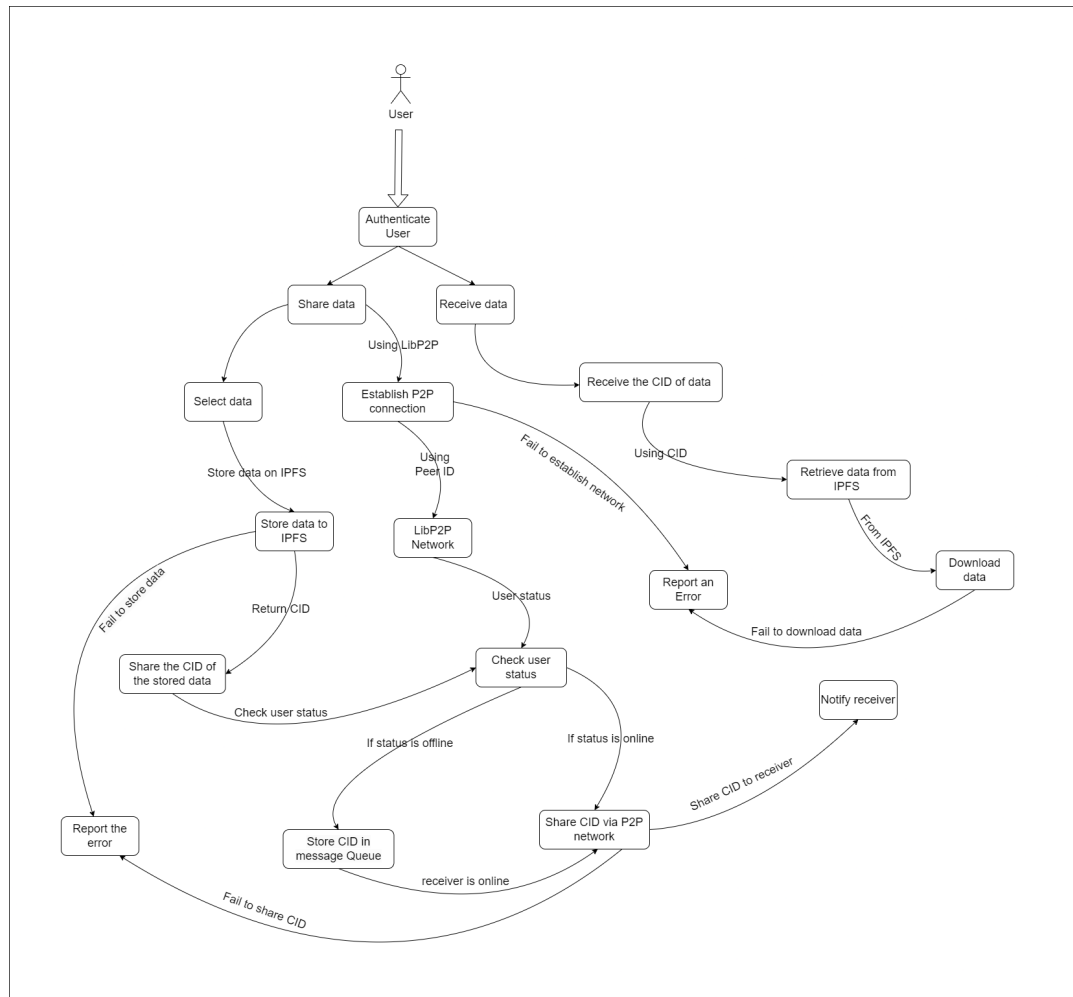 User
Authenticate
User
Share data
Receive data
Using LibP2P
Receive the CID of data
Select data
Establish P2P
connection
Fail to establish network
Using CID
Using
Peer ID
Store data on IPFS
Retrieve data from
IPFS
Store data to
IPFS
LibP2P
Network
From IPFS
Download
data
Report an
Error
Fail to store data
Return CID
User status
Fail to download data
Share the CID of
the stored data
Check user
status
Check user status
Notify receiver
If status is offline
If status is online
Share CID to receiver
Report the
error
Store CID in
message Queue
Share CID via P2P
network
receiver is online
Fail to share CID